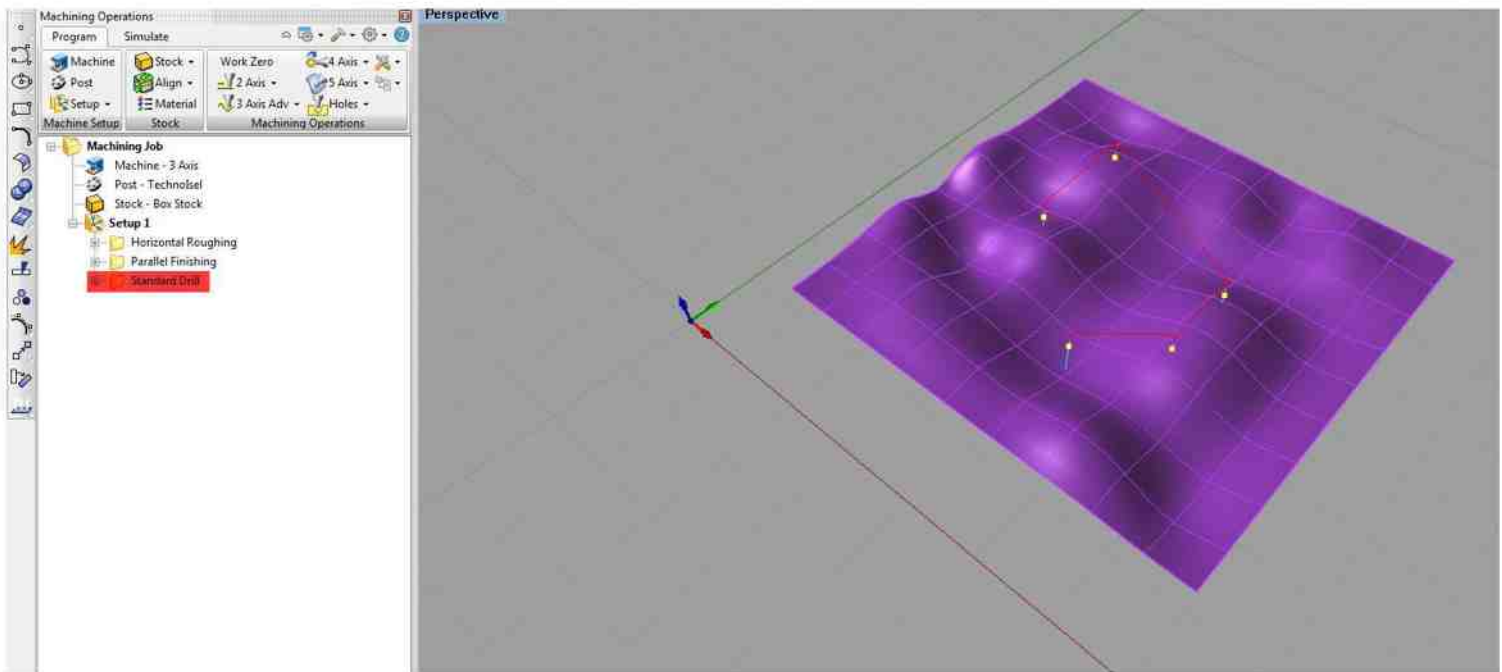 Machining Operations
Perspective
Program Simulate
Machine Stock Work Zero 4 Axis
Post Align 2 Axis 5 Axis
Setup Material 3 Axis Adv Holes
Machine Setup Stock Machining Operations
Machining Job
Machine - 3 Axis
Post - TechnoIsel
Stock - Box Stock
Setup 1
Horizontal Roughing
Parallel Finishing
Standard Drill